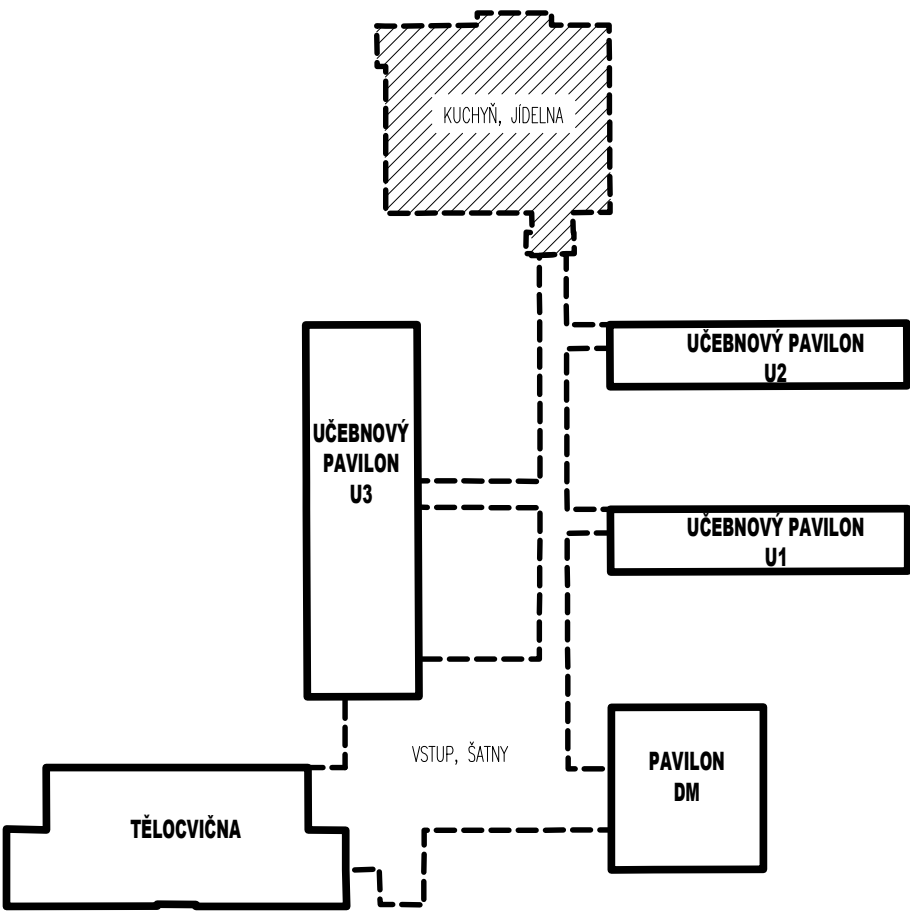 KUCHYŇ, JÍDELNA
UČEBNOVÝ PAVILON
U2
UČEBNOVÝ
PAVILON
U3
UČEBNOVÝ PAVILON
U1
VSTUP, ŠATNY
PAVILON
DM
TĚLOCVIČNA